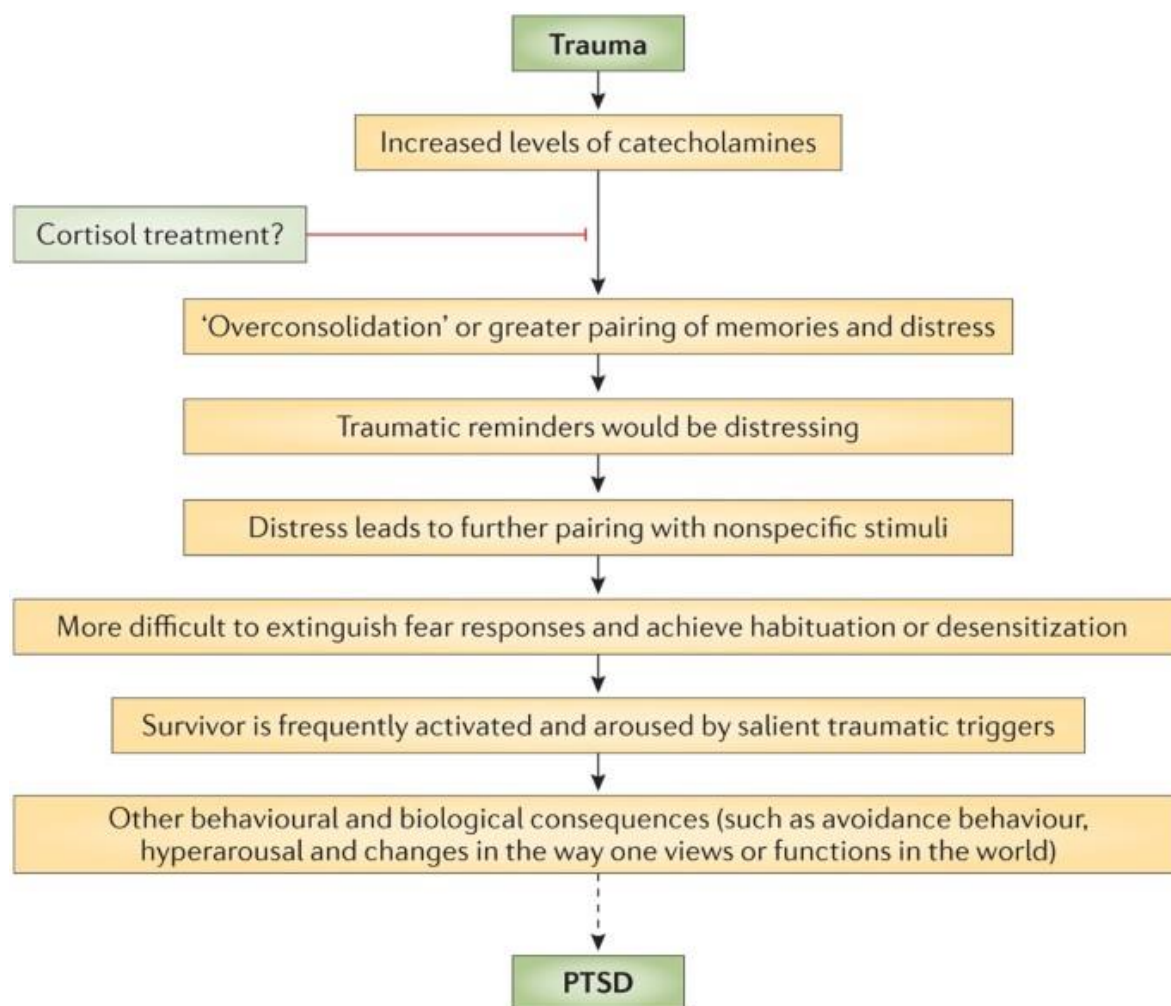 Trauma
Increased levels of catecholamines
Cortisol treatment?
‘Overconsolidation’ or greater pairing of memories and distress
Traumatic reminders would be distressing
Distress leads to further pairing with nonspecific stimuli
More difficult to extinguish fear responses and achieve habituation or desensitization
Survivor is frequently activated and aroused by salient traumatic triggers
Other behavioural and biological consequences (such as avoidance behaviour,
hyperarousal and changes in the way one views or functions in the world)
PTSD